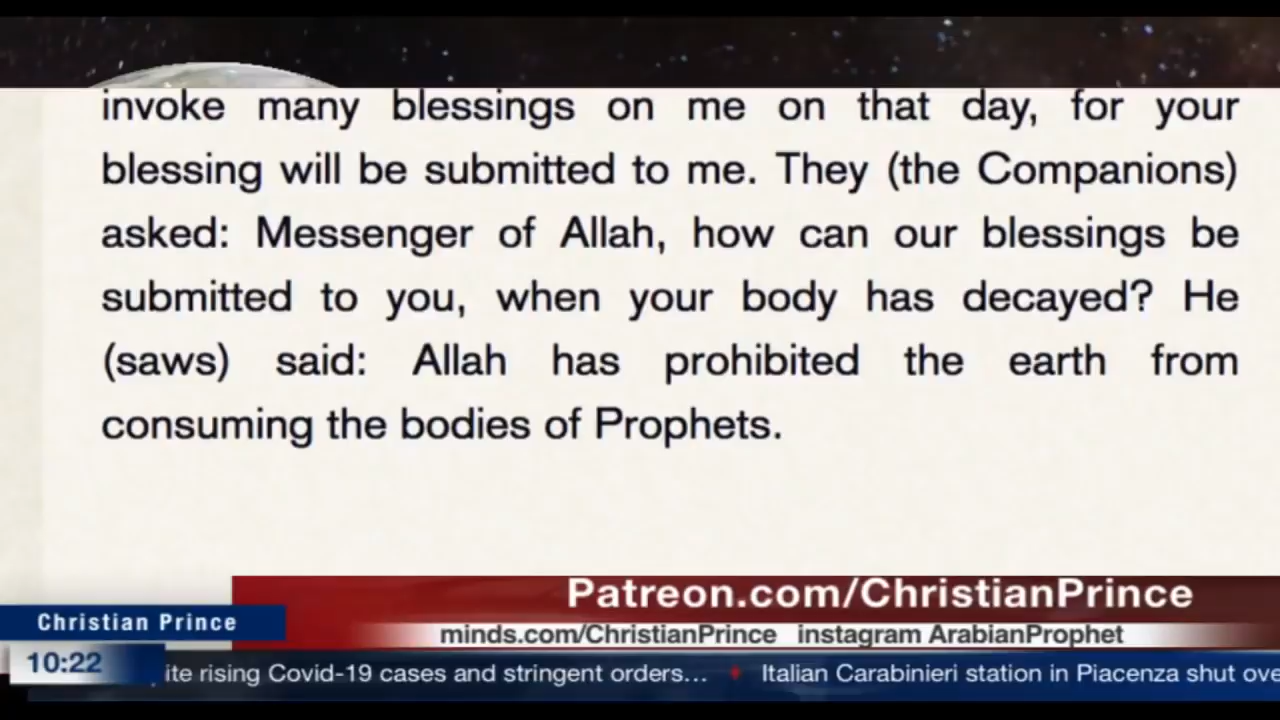 invoke many blessings on me on that day, for your
blessing will be submitted to me. They (the Companions)
asked: Messenger of Allah, how can our blessings be
submitted to you, when your body has decayed? He
(saws) said: Allah has prohibited the earth from
consuming the bodies of Prophets.
Patreon.com/ChristianPrince
Christian Prince
minds.com/ChristianPrince instagram ArabianProphet
10:22
rising Covid-19 cases and stringent orders... ♦ Italian Carabinieri station in Piacenza shut